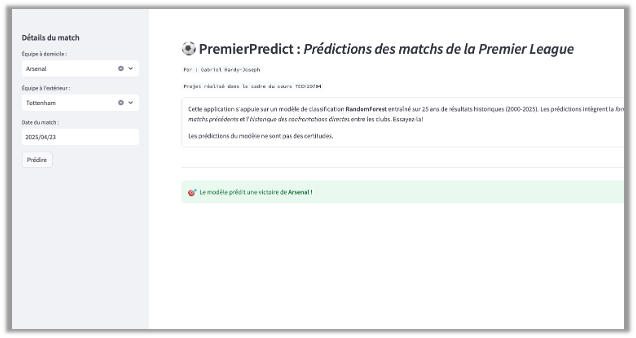 Détails du match
Équipe à domicile :
Arsenal
Équipe à l'extérieur :
Tottenham
Date du match :
2025/04/23
Prédire
PremierPredict : Prédictions des matchs de la Premier League
Par : Gabriel Hardy-Joseph
Projet réalisé dans le cadre du cours
Cette application s'appuie sur un modèle de classification RandomForest entraîné sur 25 ans de résultats historiques (2000-2025). Les prédictions intègrent la
matchs précédents et l'historique des confrontations directes entre les clubs. Essayez-la!
Les prédictions du modèle ne sont pas des certitudes.
Le modèle prédit une victoire de Arsenal !